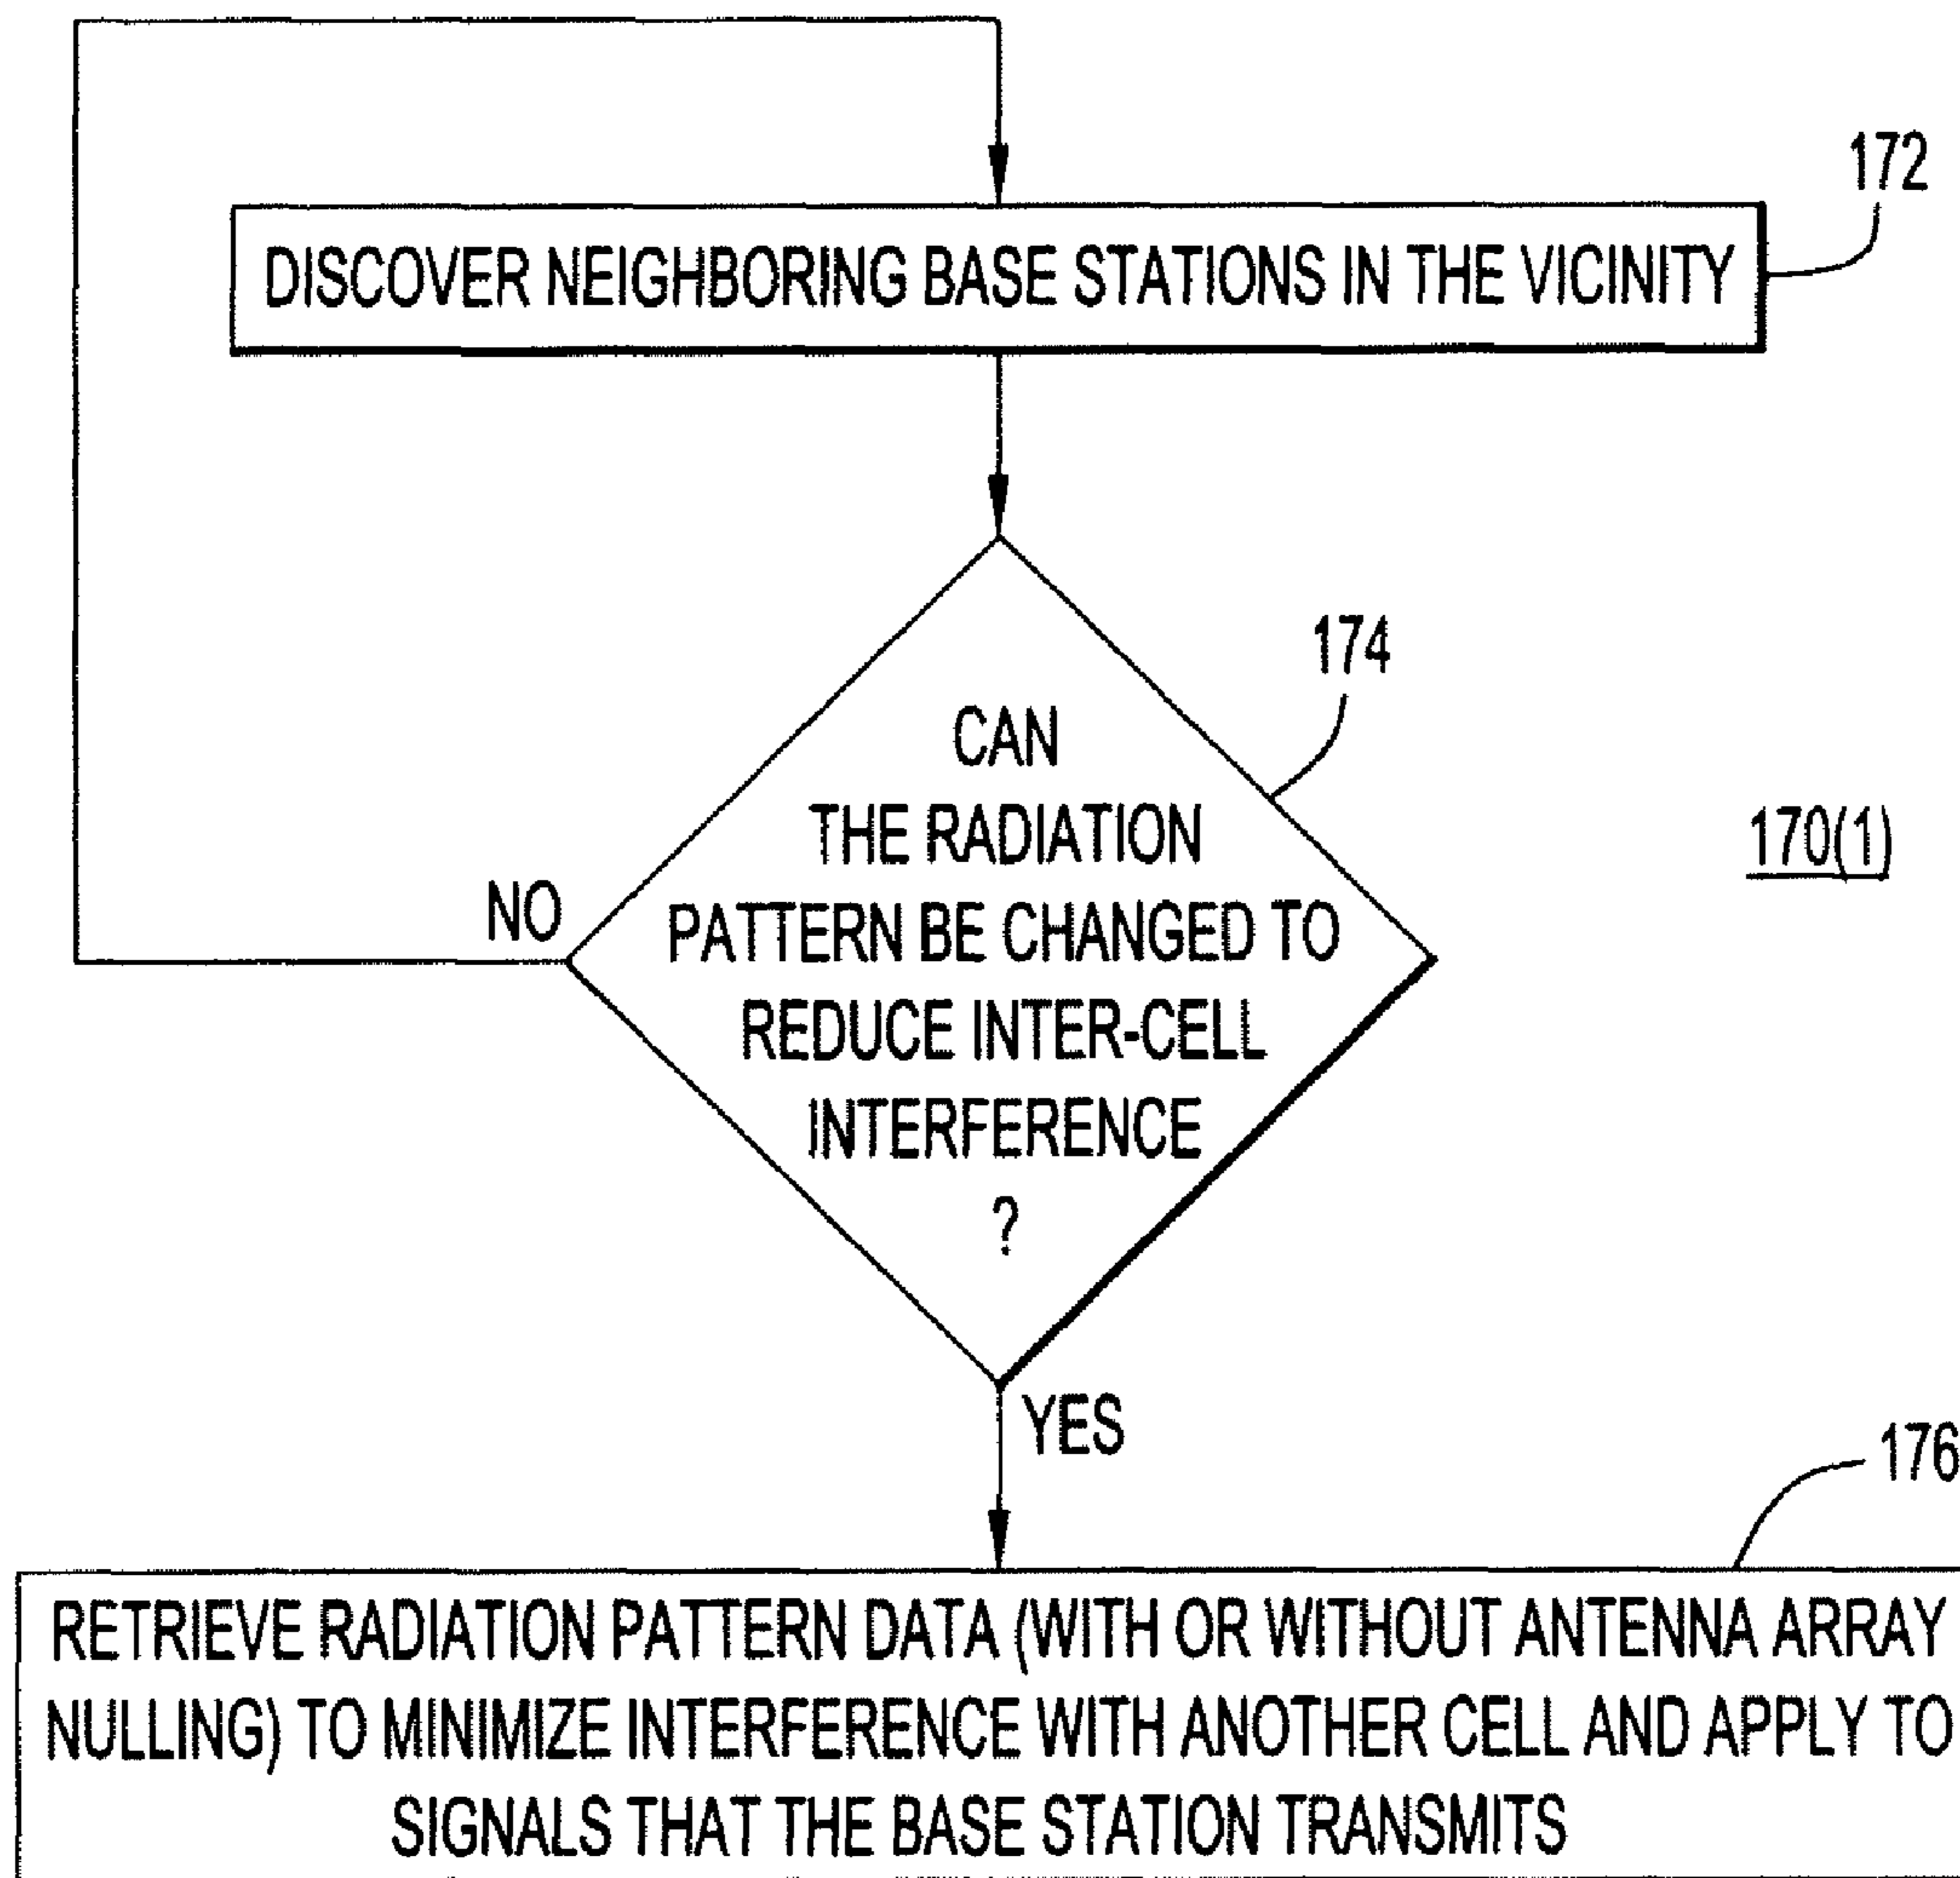 172
DISCOVER NEIGHBORING BASE STATIONS IN THE VICINITY
174
CAN
THE RADIATION
PATTERN BE CHANGED TO
REDUCE INTER-CELL
INTERFERENCE
?
170(1)
NO
YES
176
RETRIEVE RADIATION PATTERN DATA (WITH OR WITHOUT ANTENNA ARRAY
NULLING) TO MINIMIZE INTERFERENCE WITH ANOTHER CELL AND APPLY TO
SIGNALS THAT THE BASE STATION TRANSMITS